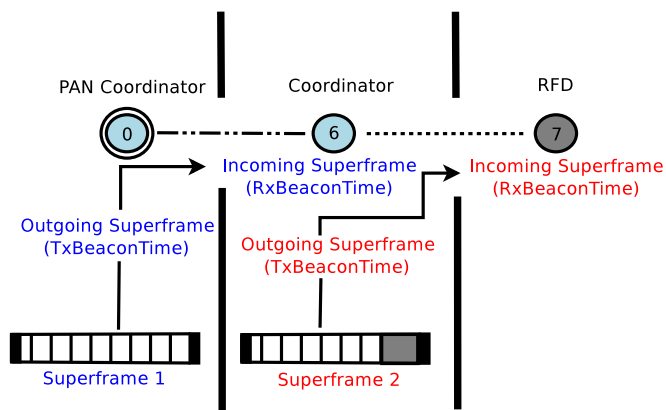 PAN Coordinator
Coordinator
RFD
0
6
7
Incoming Superframe
(RxBeaconTime)
Incoming Superframe
(RxBeaconTime)
Outgoing Superframe
(TxBeaconTime)
Outgoing Superframe
(TxBeaconTime)
Superframe 1
Superframe 2